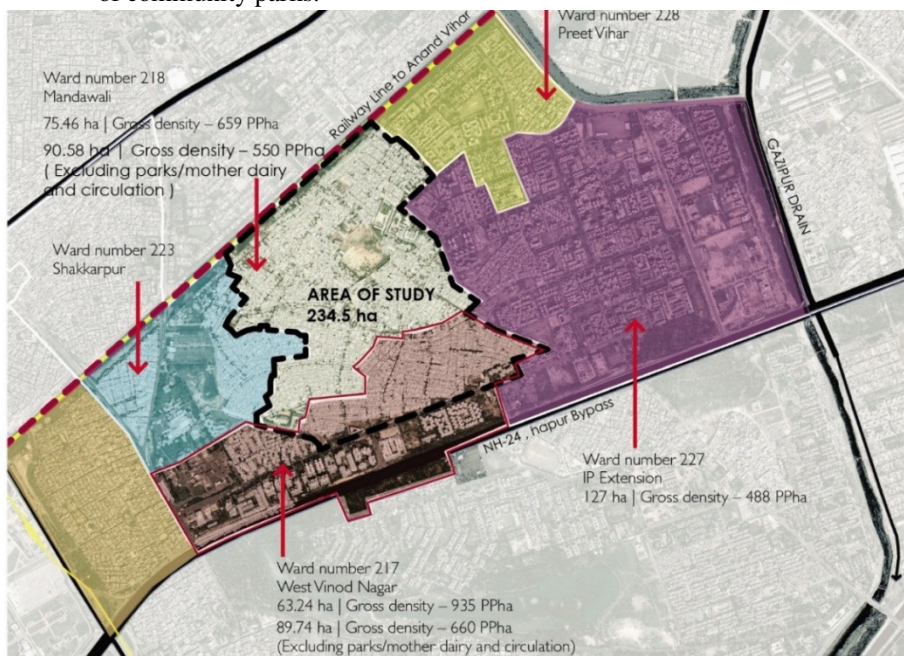 of community parks.
Ward number 228
Preet Vihar
Railway Line to Anand Vihar
Ward number 218
Mandawali
75.46 ha | Gross density – 659 PPha
90.58 ha | Gross density – 550 PPha
( Excluding parks/mother dairy
and circulation )
GAZIPUR DRAIN
Ward number 223
Shakkarpur
AREA OF STUDY
234.5 ha
NH-24 , hapur Bypass
Ward number 227
IP Extension
127 ha | Gross density – 488 PPha
Ward number 217
West Vinod Nagar
63.24 ha | Gross density – 935 PPha
89.74 ha | Gross density – 660 PPha
(Excluding parks/mother dairy and circulation)